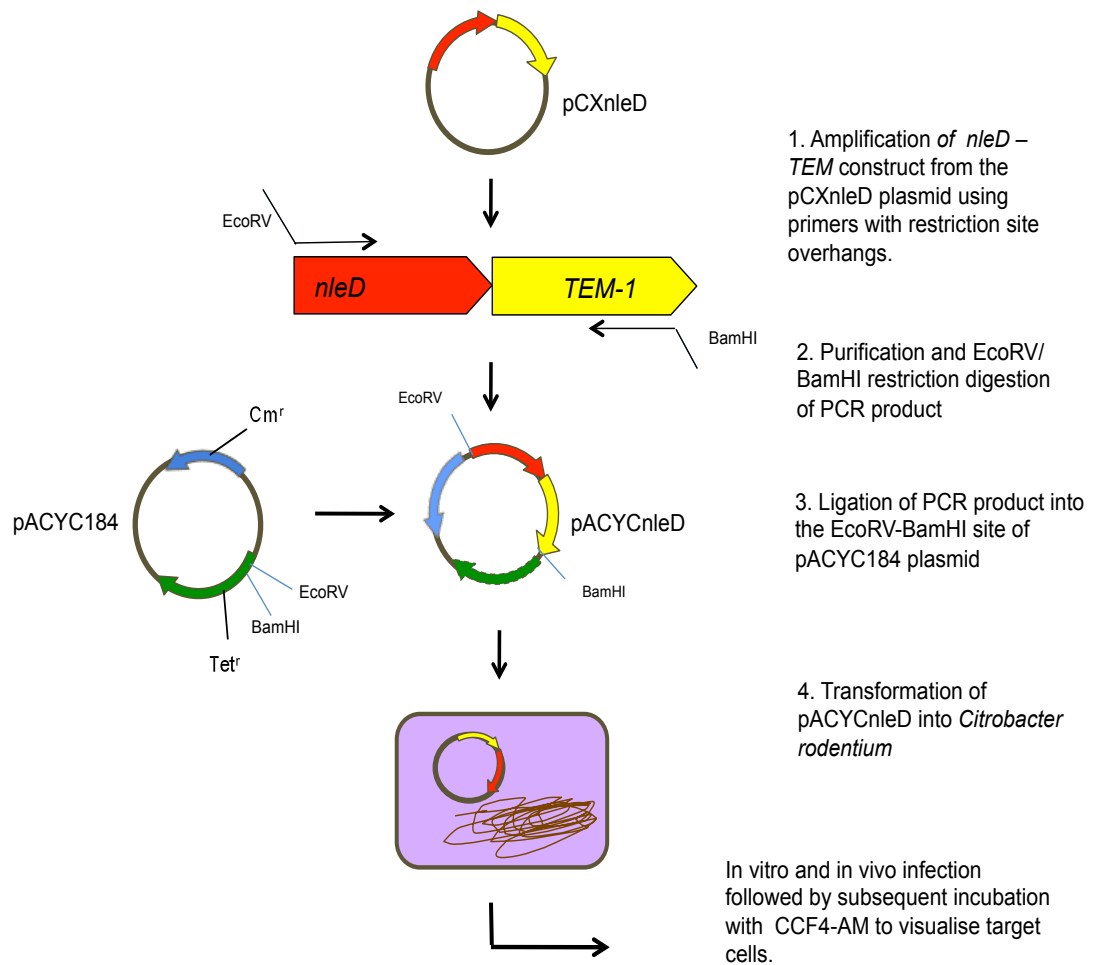 pCXnleD
1. Amplification of nleD –
TEM construct from the
pCXnleD plasmid using
primers with restriction site
overhangs.
EcoRV
nleD
TEM-1
BamHI
2. Purification and EcoRV/
BamHI restriction digestion
of PCR product
EcoRV
Cmr
pACYC184
EcoRV
BamHI
Tetr
pACYCnleD
BamHI
3. Ligation of PCR product into
the EcoRV-BamHI site of
pACYC184 plasmid
4. Transformation of
pACYCnleD into Citrobacter
rodentium
In vitro and in vivo infection
followed by subsequent incubation
with CCF4-AM to visualise target
cells.